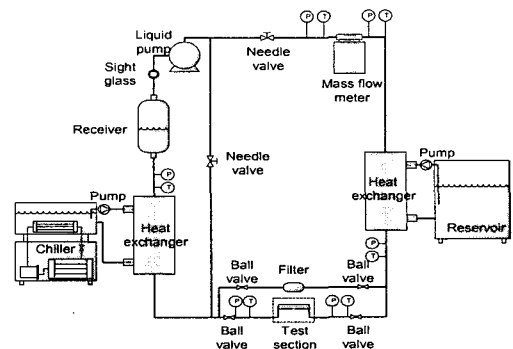 Liquid
pump
P T
P T
Needle
valve
Sight
glass
Mass flow
meter
Receiver
Needle
valve
P
T
Pump
Heat
exchanger
Pump
Heat
exchanger
Reservoir
Chiller
P
T
Ball
valve
Filter
Ball
valve
P T
P T
Ball
valve
Test
section
Ball
valve